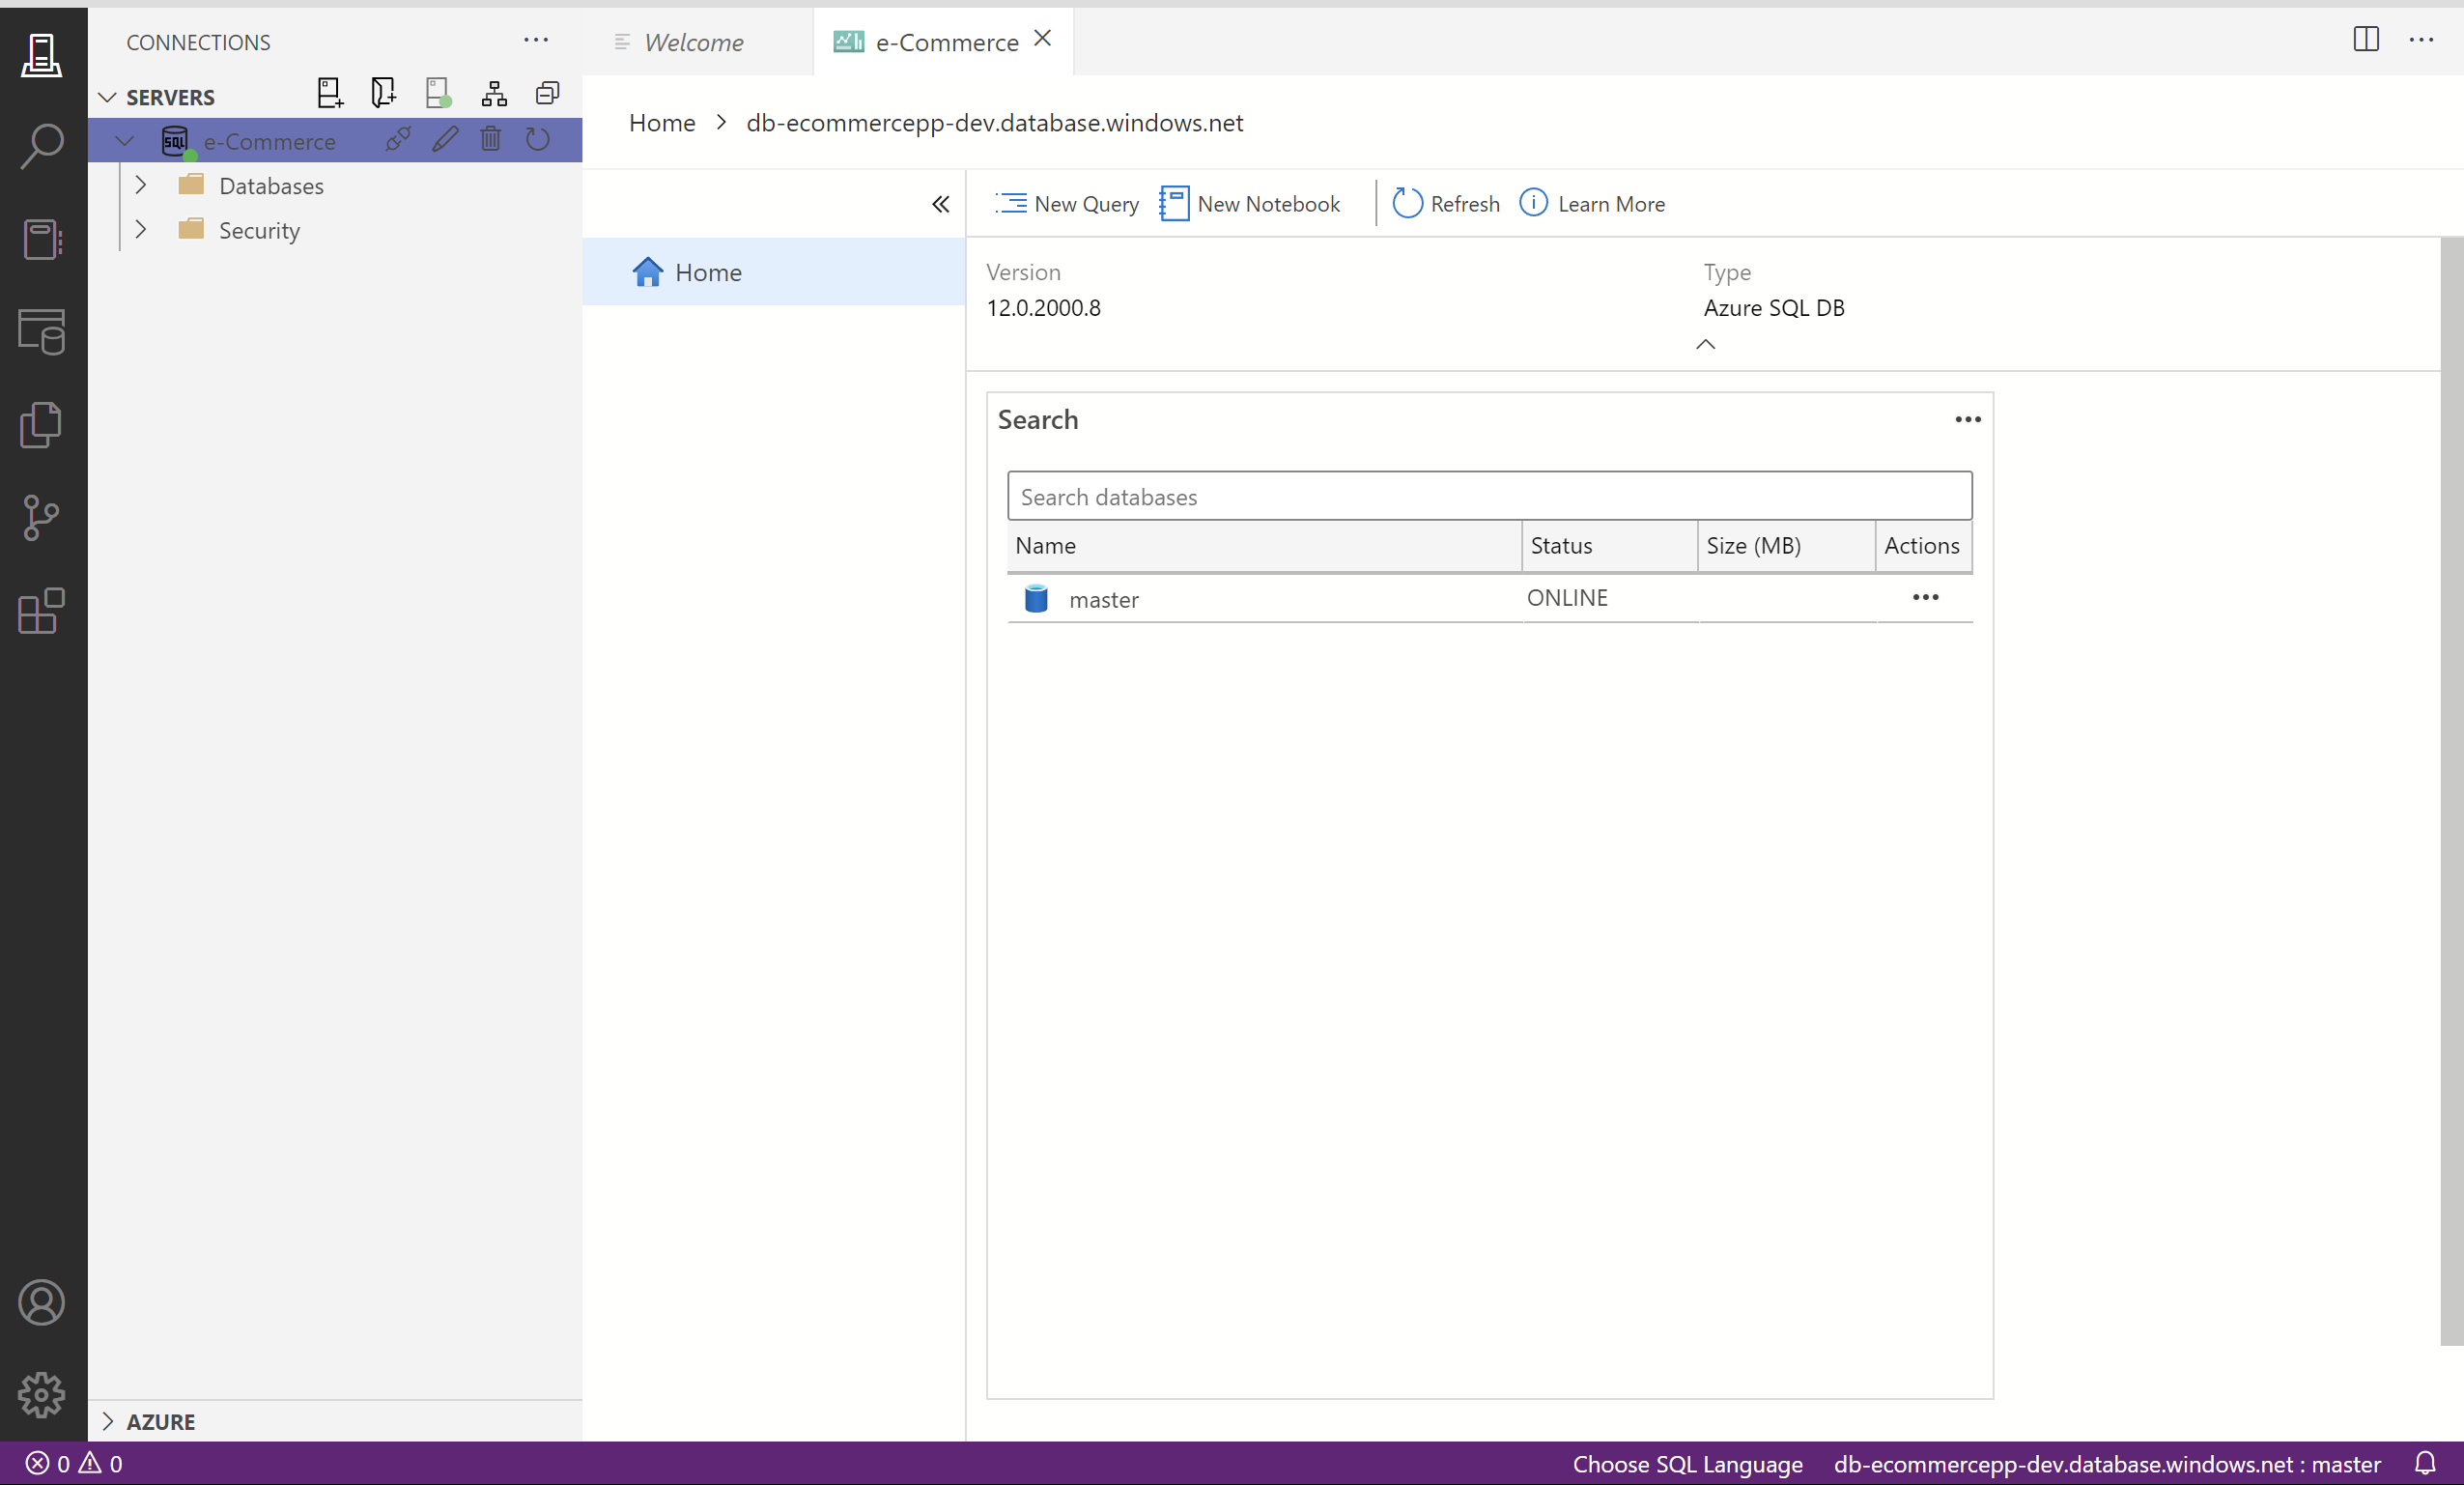 CONNECTIONS
SERVERS
SQL e-Commerce
Databases
Security
AZURE
Welcome
e-Commerce
Home db-ecommercepp-dev.database.windows.net
New Query New Notebook Refresh Learn More
Home
Version
12.0.2000.8
Type
Azure SQL DB
Search
Search databases
Name Status Size (MB) Actions
master ONLINE
0 0 Choose SQL Language db-ecommercepp-dev.database.windows.net : master